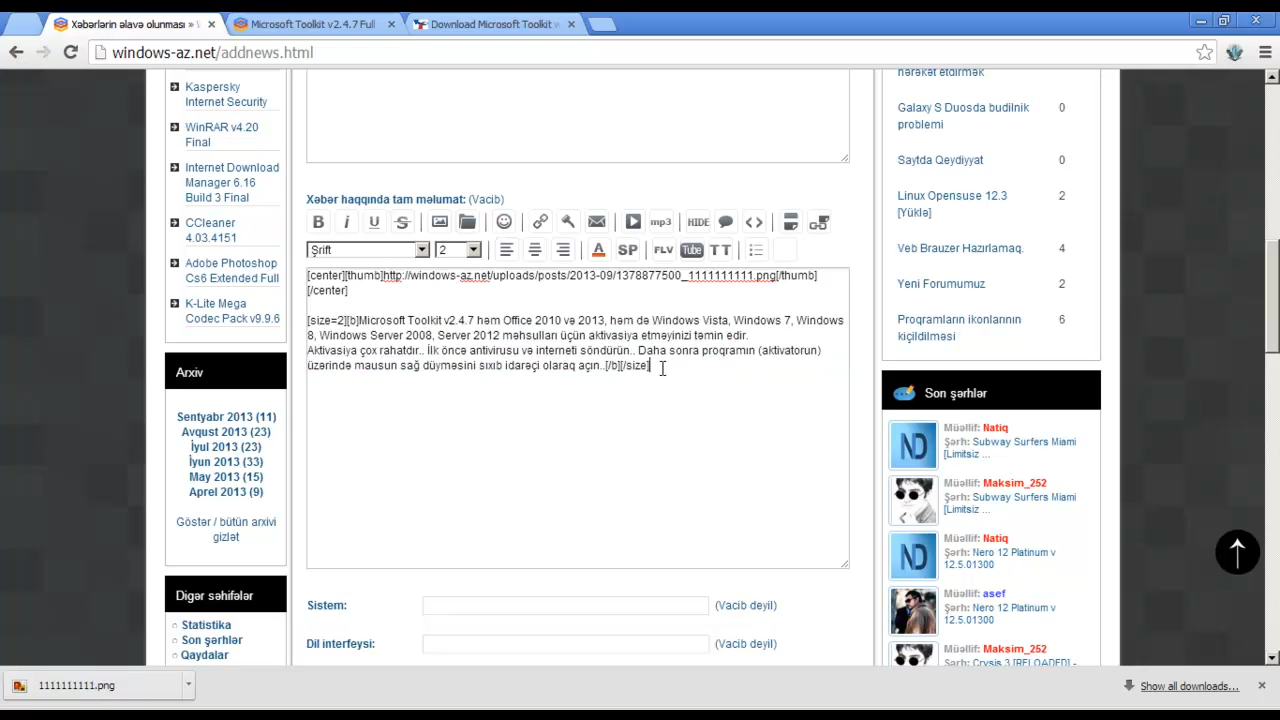 Xəbərlərin əlavə olunması » W
Microsoft Toolkit v2.4.7 Full
Download Microsoft Toolkit v
windows-az.net/addnews.html
Kaspersky
Internet Security
WinRAR v4.20
Final
Internet Download
Manager 6.16
Build 3 Final
CCleaner
4.03.4151
Adobe Photoshop
Cs6 Extended Full
K-Lite Mega
Codec Pack v9.9.6
Arxiv
Sentyabr 2013 (11)
Avqust 2013 (23)
İyul 2013 (23)
İyun 2013 (33)
May 2013 (15)
Aprel 2013 (9)
Göstər / bütün arxivi
gizlət
Digər səhifələr
Statistika
Son şərhlər
Qaydalar
Xəbər haqqında tam məlumat: (Vacib)
B i U S mp3 HIDE
Şrift 2 A SP FLV Tube TT
[center][thumb]http://windows-az.net/uploads/posts/2013-09/1378877500_1111111111.png[/thumb]
[/center]
[size=2][b]Microsoft Toolkit v2.4.7 həm Office 2010 və 2013, həm də Windows Vista, Windows 7, Windows
8, Windows Server 2008, Server 2012 məhsulları üçün aktivasiya etməyinizi təmin edir.
Aktivasiya çox rahatdır.. İlk öncə antivirusu və interneti söndürün.. Daha sonra proqramın (aktivatorun)
üzərində mausun sağ düyməsini sıxıb idarəçi olaraq açın..[/b][/size]
Sistem: (Vacib deyil)
Dil interfeysi: (Vacib deyil)
hərəkət etdirmək
Galaxy S Duosda budilnik 0
problemi
Saytda Qeydiyyat 0
Linux Opensuse 12.3 2
[Yüklə]
Veb Brauzer Hazırlamaq. 4
Yeni Forumumuz 2
Proqramların ikonlarının 6
kiçildilməsi
Son şərhlər
Müəllif: Natiq
Şərh: Subway Surfers Miami
[Limitsiz ...
Müəllif: Maksim_252
Şərh: Subway Surfers Miami
[Limitsiz ...
Müəllif: Natiq
Şərh: Nero 12 Platinum v
12.5.01300
Müəllif: asef
Şərh: Nero 12 Platinum v
12.5.01300
Müəllif: Maksim_252
Şərh: Crysis 3 [RELOADED] -
1111111111.png
Show all downloads...